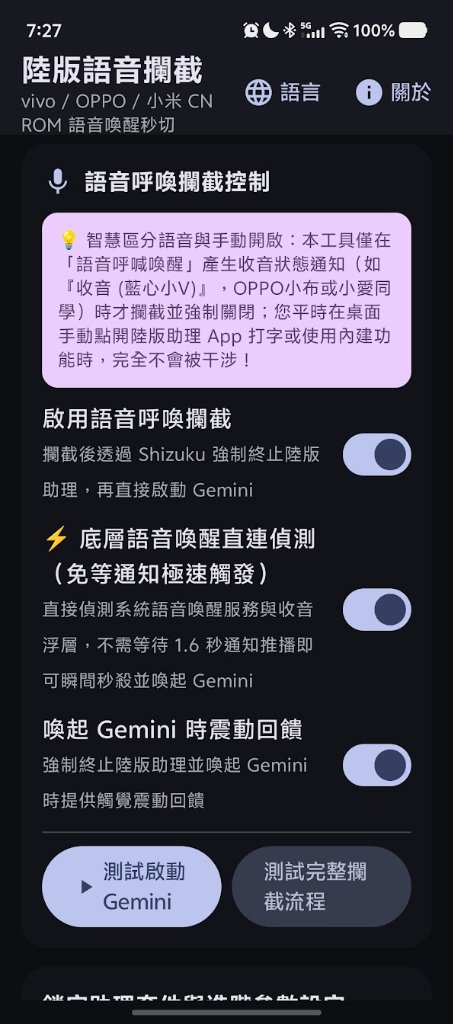 7:27
5G
100%
陸版語音攔截
vivo / OPPO / 小米 CN
ROM 語音喚醒秒切
語言
關於
語音呼喚攔截控制
💡 智慧區分語音與手動開啟：本工具僅在
「語音呼喊喚醒」產生收音狀態通知（如
『收音 (藍心小V)』，OPPO小布或小愛同
學）時才攔截並強制關閉；您平時在桌面
手動點開陸版助理 App 打字或使用內建功
能時，完全不會被干涉！
啟用語音呼喚攔截
攔截後透過 Shizuku 強制終止陸版
助理，再直接啟動 Gemini
⚡ 底層語音喚醒直連偵測
（免等通知極速觸發）
直接偵測系統語音喚醒服務與收音
浮層，不需等待 1.6 秒通知推播即
可瞬間秒殺並喚起 Gemini
喚起 Gemini 時震動回饋
強制終止陸版助理並喚起 Gemini
時提供觸覺震動回饋
測試啟動
Gemini
測試完整攔
截流程